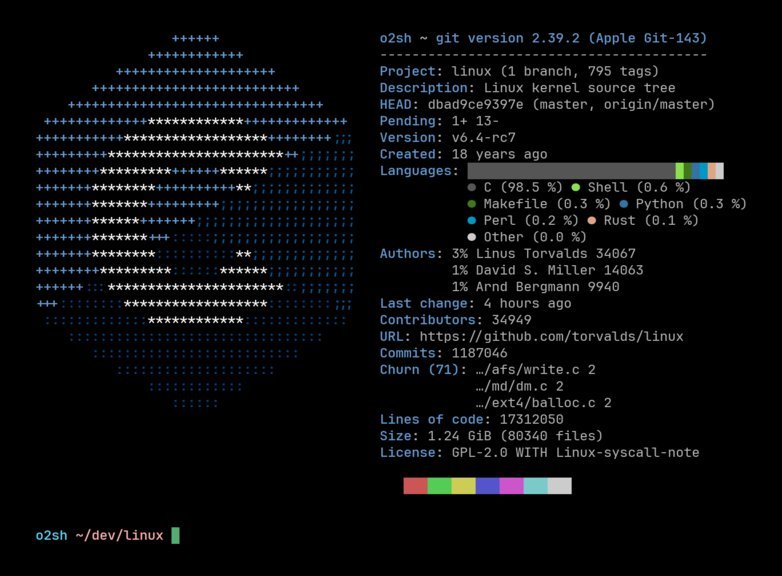 o2sh ~ git version 2.39.2 (Apple Git-143)
-----------------------------------------
Project: linux (1 branch, 795 tags)
Description: Linux kernel source tree
HEAD: dbad9ce9397e (master, origin/master)
Pending: 1+ 13-
Version: v6.4-rc7
Created: 18 years ago
Languages:
● C (98.5 %) ● Shell (0.6 %)
● Makefile (0.3 %) ● Python (0.3 %)
● Perl (0.2 %) ● Rust (0.1 %)
● Other (0.0 %)
Authors: 3% Linus Torvalds 34067
1% David S. Miller 14063
1% Arnd Bergmann 9940
Last change: 4 hours ago
Contributors: 34949
URL: https://github.com/torvalds/linux
Commits: 1187046
Churn (71): …/afs/write.c 2
…/md/dm.c 2
…/ext4/balloc.c 2
Lines of code: 17312050
Size: 1.24 GiB (80340 files)
License: GPL-2.0 WITH Linux-syscall-note
o2sh ~/dev/linux